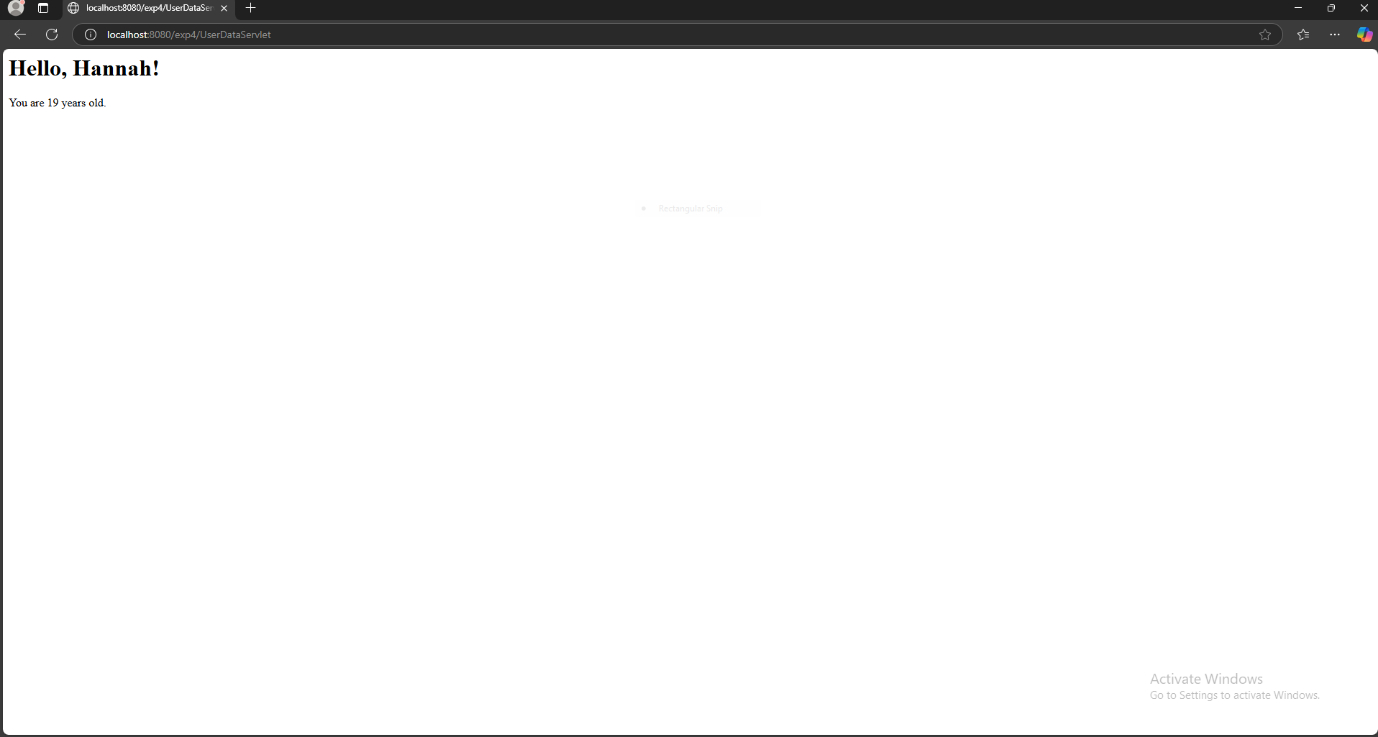 localhost:8080/exp4/UserDataSer
localhost:8080/exp4/UserDataServlet
Hello, Hannah!
You are 19 years old.
Rectangular Snip
Activate Windows
Go to Settings to activate Windows.